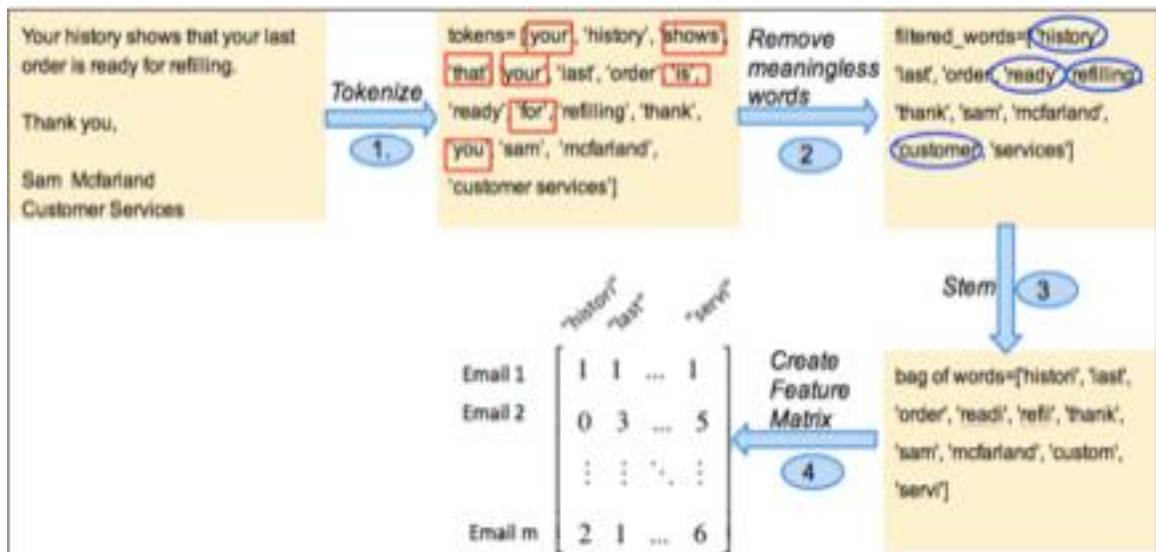 Your history shows that your last
order is ready for refilling.
Thank you,
Sam Mcfarland
Customer Services
Tokenize
1.
tokens= ['your', 'history', 'shows',
'that', 'your', 'last', 'order', 'is',
'ready', 'for', 'refilling', 'thank',
'you', 'sam', 'mcfarland',
'customer services']
Remove
meaningless
words
2
filtered_words=['history'
'last', 'order, 'ready' 'refilling'
'thank', 'sam', 'mcfarland',
'customer', 'services']
Stem
3
bag of words=['histori', 'last',
'order', 'readi', 'refil', 'thank',
'sam', 'mcfarland', 'custom',
'servi']
Create
Feature
Matrix
4
"histori" "last" "servi"
Email 1 1 1 ... 1
Email 2 0 3 ... 5
⋮ ⋮ ⋱ ⋮
Email m 2 1 ... 6